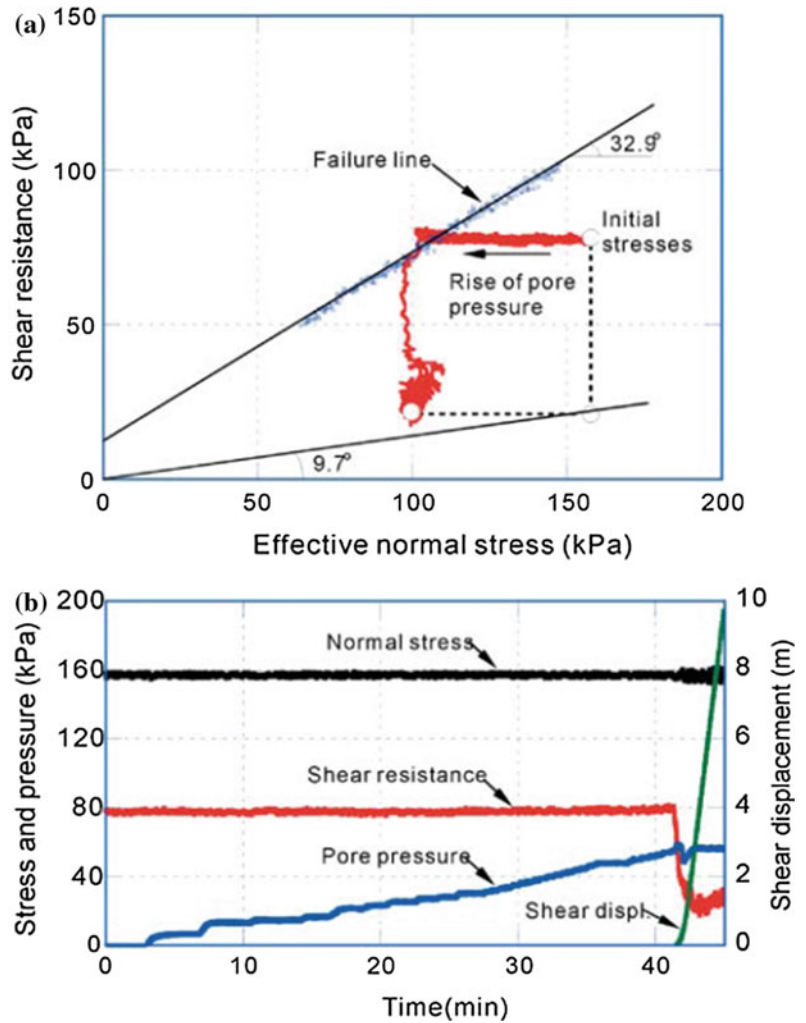 (a)
150
100
50
0
Shear resistance (kPa)
Failure line
32.9°
Initial
stresses
Rise of pore
pressure
9.7°
0
50
100
150
200
Effective normal stress (kPa)
(b)
200
160
120
80
40
0
Stress and pressure (kPa)
Normal stress
Shear resistance
Pore pressure
Shear displ
10
8
6
4
2
0
Shear displacement (m)
0
10
20
30
40
Time(min)